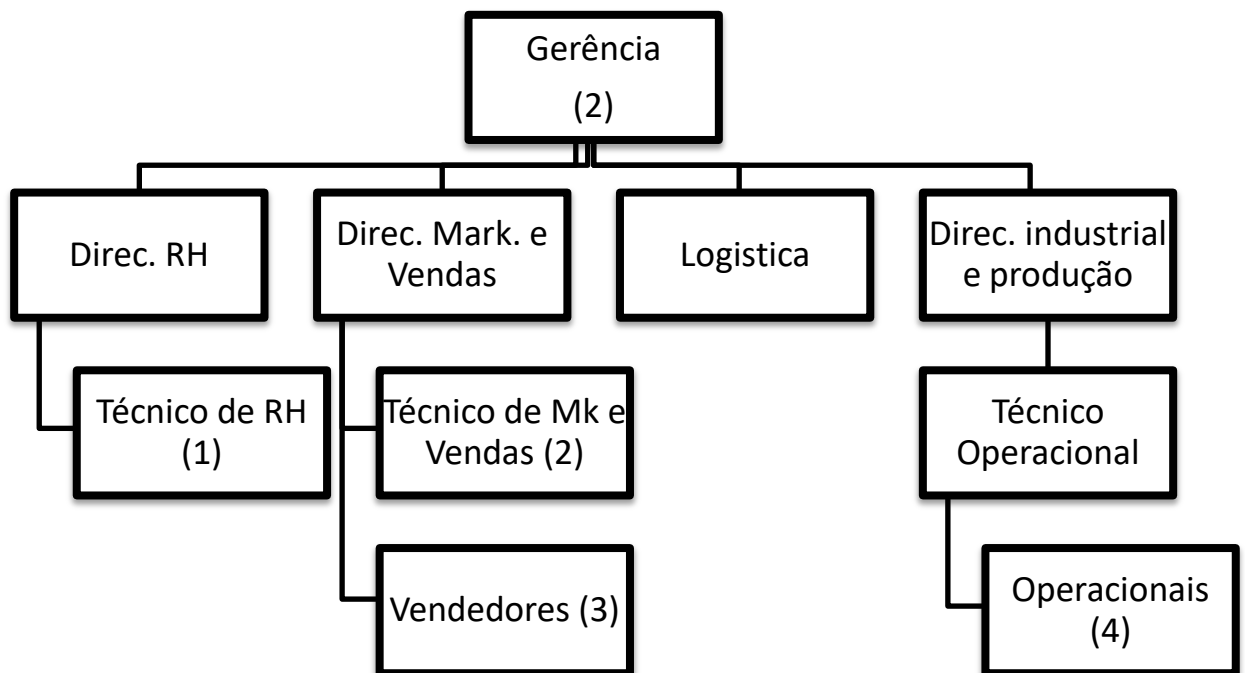 Gerência
(2)
Direc. RH
Direc. Mark. e
Vendas
Logistica
Direc. industrial
e produção
Técnico de RH
(1)
Técnico de Mk e
Vendas (2)
Técnico
Operacional
Vendedores (3)
Operacionais
(4)